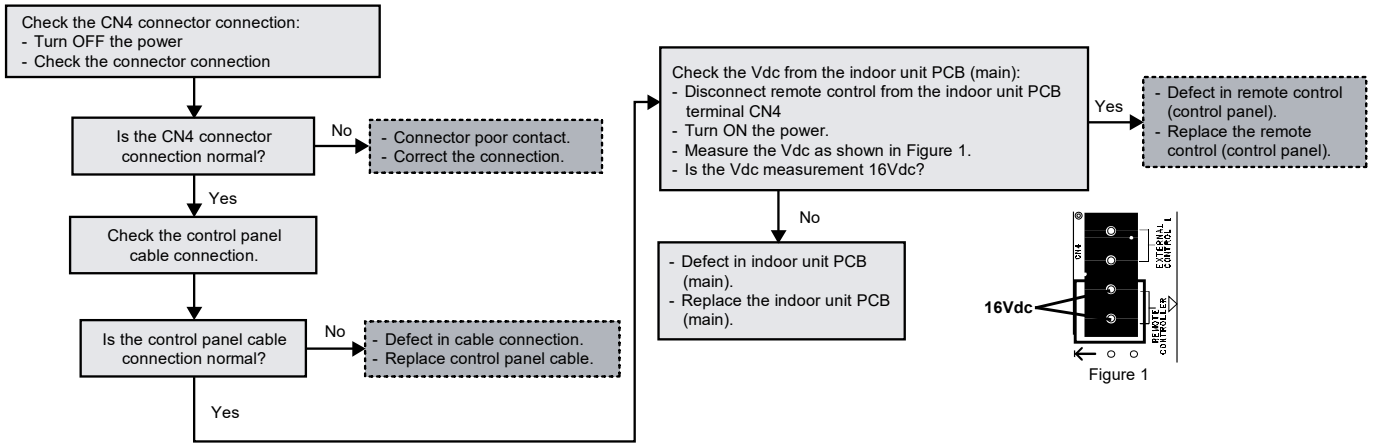 Check the CN4 connector connection:
- Turn OFF the power
- Check the connector connection
Is the CN4 connector
connection normal?
No
- Connector poor contact.
- Correct the connection.
Yes
Check the control panel
cable connection.
Is the control panel cable
connection normal?
No
- Defect in cable connection.
- Replace control panel cable.
Yes
Check the Vdc from the indoor unit PCB (main):
- Disconnect remote control from the indoor unit PCB
terminal CN4
- Turn ON the power.
- Measure the Vdc as shown in Figure 1.
- Is the Vdc measurement 16Vdc?
Yes
- Defect in remote control
(control panel).
- Replace the remote
control (control panel).
No
- Defect in indoor unit PCB
(main).
- Replace the indoor unit PCB
(main).
CN4
EXTERNAL
CONTROL 1
16Vdc
REMOTE
CONTROLLER
Figure 1